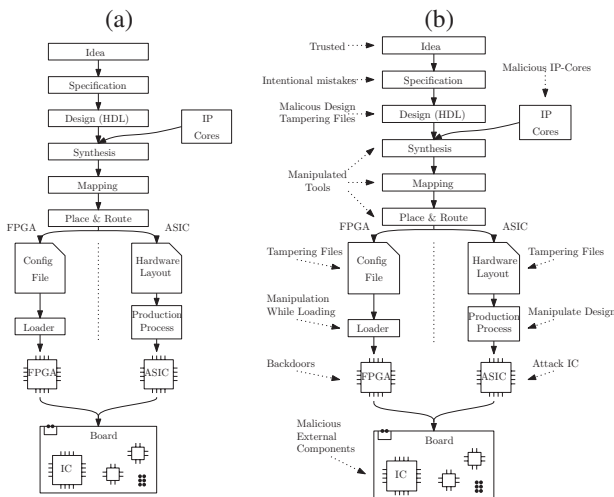 (a)
Idea
Specification
Design (HDL)
IP
Cores
Synthesis
Mapping
Place & Route
FPGA
ASIC
Config
File
Hardware
Layout
Loader
Production
Process
FPGA
ASIC
Board
IC
(b)
Trusted
Idea
Intentional mistakes
Specification
Malicious IP-Cores
Malicous Design
Tampering Files
Design (HDL)
IP
Cores
Synthesis
Manipulated
Tools
Mapping
Place & Route
FPGA
ASIC
Tampering Files
Config
File
Hardware
Layout
Tampering Files
Manipulation
While Loading
Loader
Production
Process
Manipulate Design
Backdoors
FPGA
ASIC
Attack IC
Malicious
External
Components
Board
IC